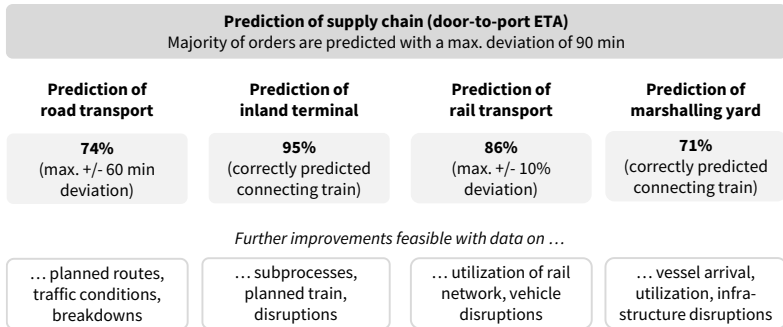 Prediction of supply chain (door-to-port ETA)
Majority of orders are predicted with a max. deviation of 90 min
Prediction of
road transport
74%
(max. +/- 60 min
deviation)
Prediction of
inland terminal
95%
(correctly predicted
connecting train)
Prediction of
rail transport
86%
(max. +/- 10%
deviation)
Prediction of
marshalling yard
71%
(correctly predicted
connecting train)
Further improvements feasible with data on …
… planned routes,
traffic conditions,
breakdowns
… subprocesses,
planned train,
disruptions
… utilization of rail
network, vehicle
disruptions
… vessel arrival,
utilization, infra-
structure disruptions